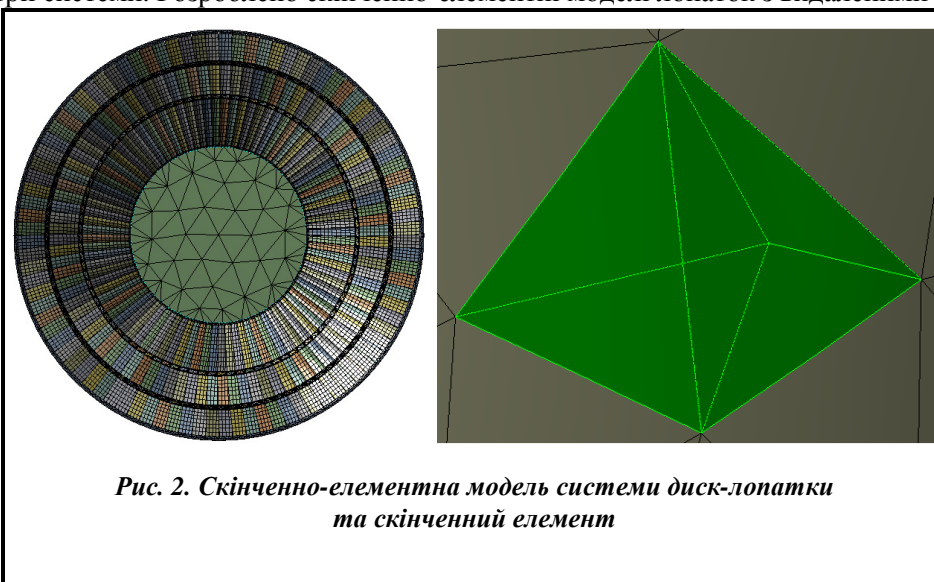 Рис. 2. Скінченно-елементна модель системи диск-лопатки
та скінченний елемент